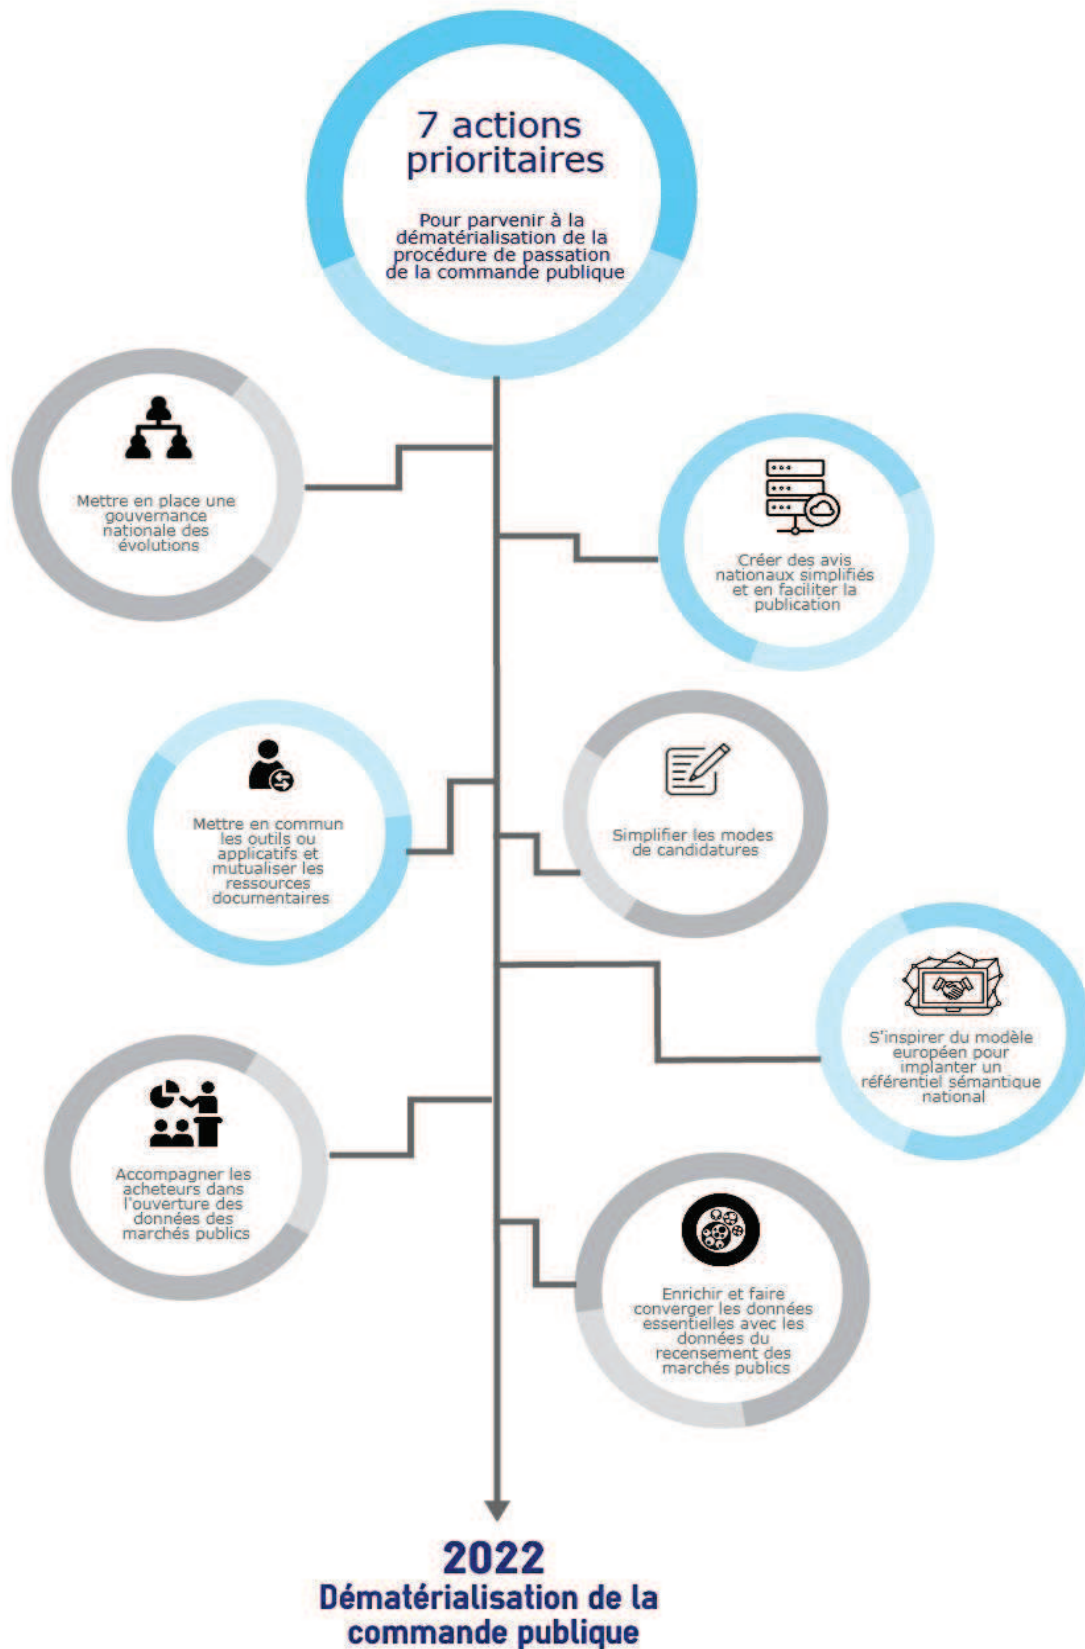 7 actions
prioritaires
Pour parvenir à la
dématérialisation de la
procédure de passation
de la commande publique
Mettre en place une
gouvernance
nationale des
évolutions
Créer des avis
nationaux simplifiés
et en faciliter la
publication
Mettre en commun
les outils ou
applicatifs et
mutualiser les
ressources
documentaires
Simplifier les modes
de candidatures
S'inspirer du modèle
européen pour
implanter un
référentiel sémantique
national
Accompagner les
acheteurs dans
l'ouverture des
données des
marchés publics
Enrichir et faire
converger les données
essentielles avec les
données du
recensement des
marchés publics
2022
Dématérialisation de la
commande publique